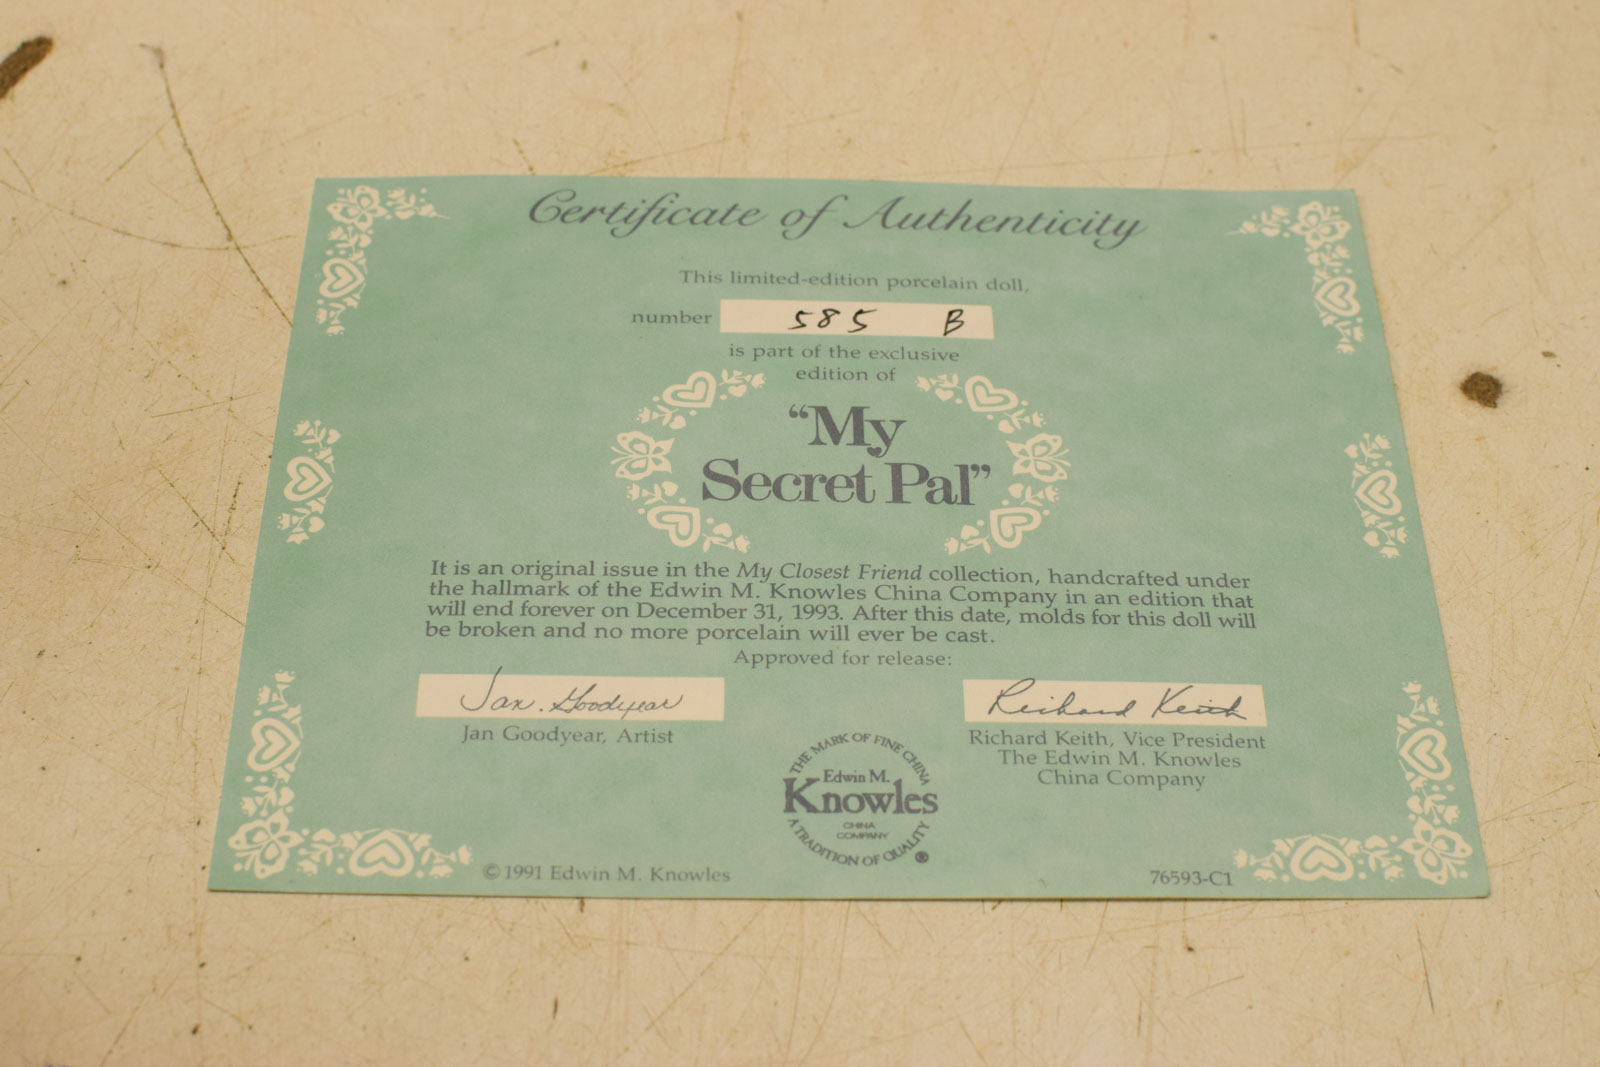 Certificate of Authenticity
This limited-edition porcelain doll,
number 585 B
is part of the exclusive
edition of
“My
Secret Pal”
It is an original issue in the My Closest Friend collection, handcrafted under
the hallmark of the Edwin M. Knowles China Company in an edition that
will end forever on December 31, 1993. After this date, molds for this doll will
be broken and no more porcelain will ever be cast.
Approved for release:
Jan Goodyear
Richard Keith
Jan Goodyear, Artist
Richard Keith, Vice President
The Edwin M. Knowles
China Company
THE MARK OF FINE CHINA
Edwin M.
Knowles
CHINA
COMPANY
A TRADITION OF QUALITY
®
© 1991 Edwin M. Knowles
76593-C1